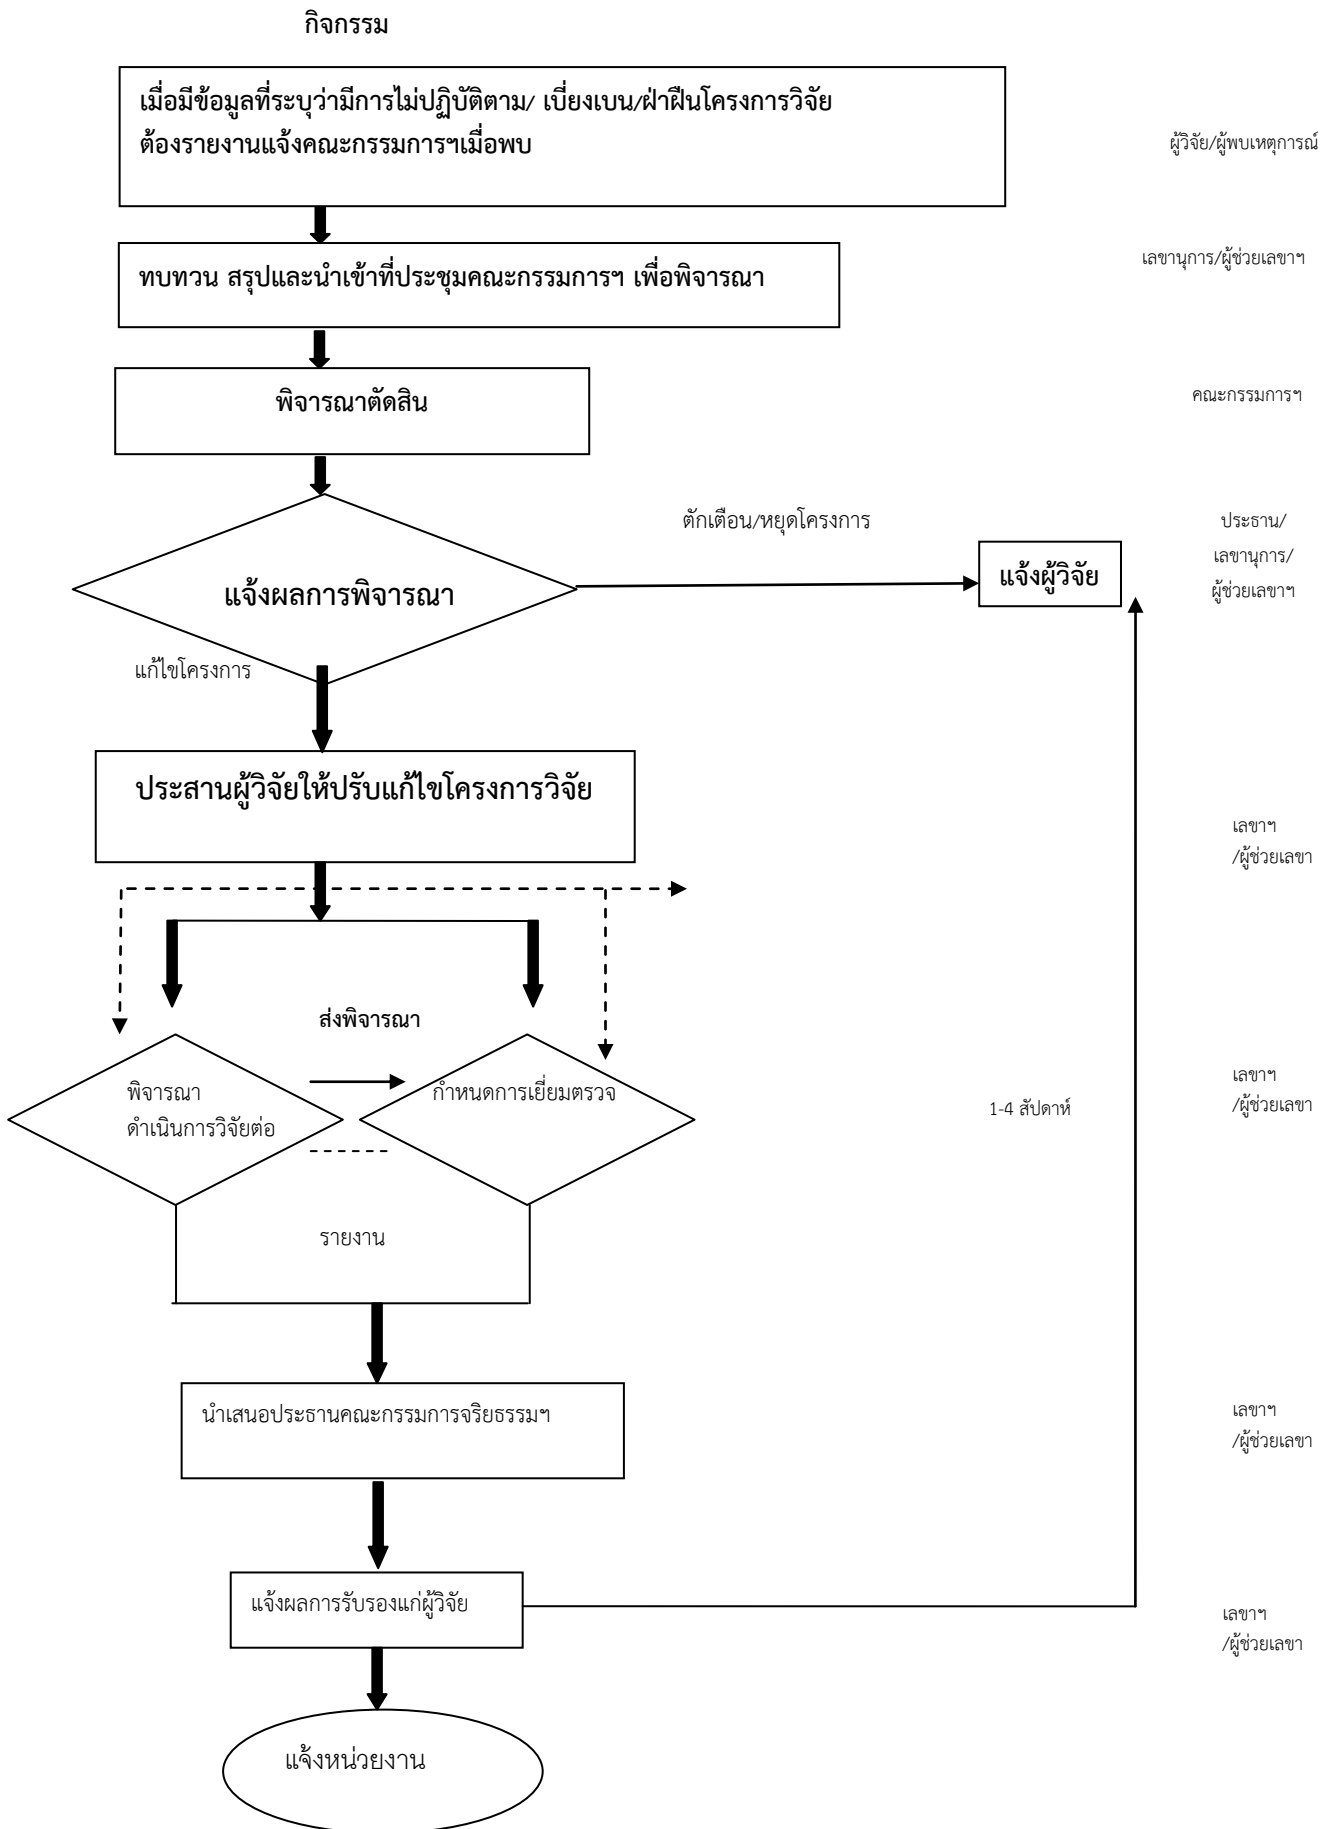 กิจกรรม
เมื่อมีข้อมูลที่ระบุว่ามีการไม่ปฏิบัติตาม/ เบี่ยงเบน/ฝ่าฝืนโครงการวิจัย
ต้องรายงานแจ้งคณะกรรมการฯเมื่อพบ
ผู้วิจัย/ผู้พบเหตุการณ์
ทบทวน สรุปและนำเข้าที่ประชุมคณะกรรมการฯ เพื่อพิจารณา
เลขานุการ/ผู้ช่วยเลขาฯ
พิจารณาตัดสิน
คณะกรรมการฯ
ตักเตือน/หยุดโครงการ
ประธาน/
เลขานุการ/
ผู้ช่วยเลขาฯ
แจ้งผู้วิจัย
แจ้งผลการพิจารณา
แก้ไขโครงการ
ประสานผู้วิจัยให้ปรับแก้ไขโครงการวิจัย
เลขาฯ
/ผู้ช่วยเลขา
ส่งพิจารณา
พิจารณา
ดำเนินการวิจัยต่อ
กำหนดการเยี่ยมตรวจ
1-4 สัปดาห์
เลขาฯ
/ผู้ช่วยเลขา
รายงาน
นำเสนอประธานคณะกรรมการจริยธรรมฯ
เลขาฯ
/ผู้ช่วยเลขา
แจ้งผลการรับรองแก่ผู้วิจัย
เลขาฯ
/ผู้ช่วยเลขา
แจ้งหน่วยงาน